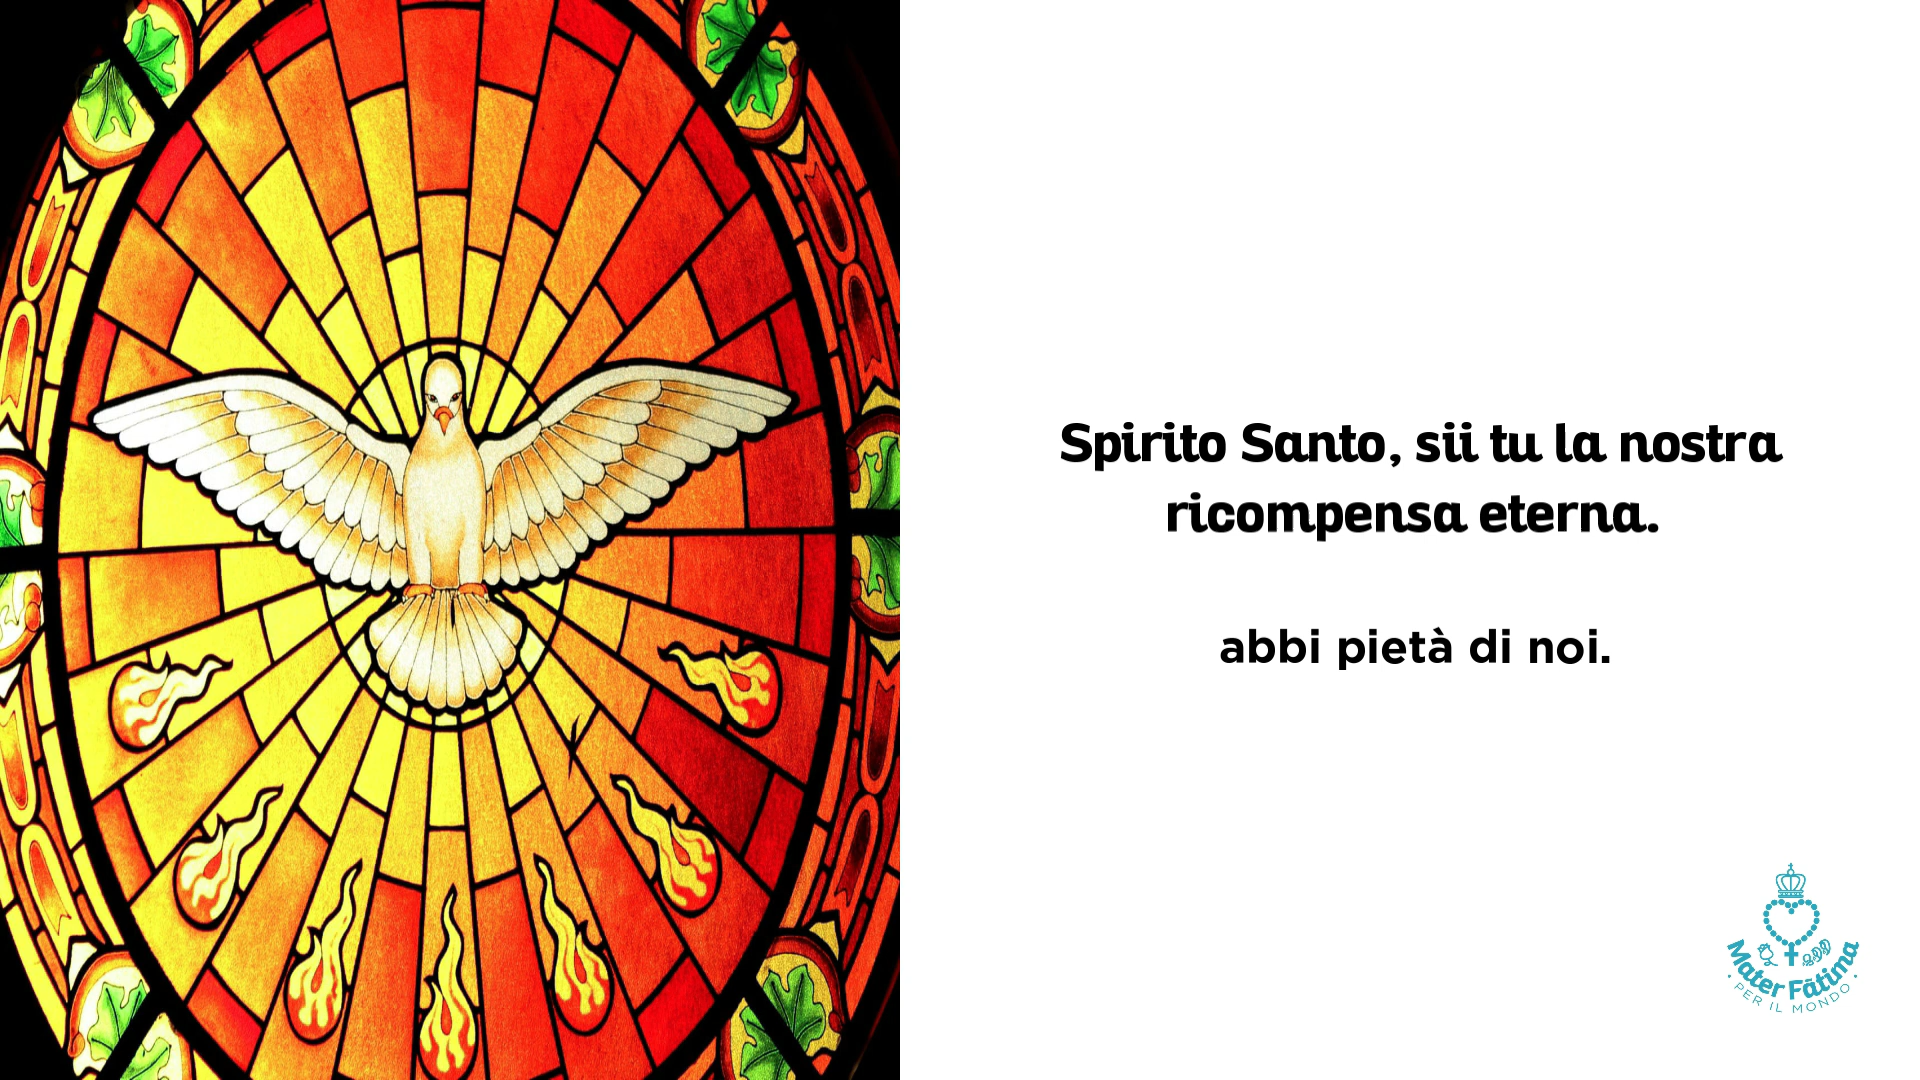 Spirito Santo, sii tu la nostra
ricompensa eterna.
abbi pietà di noi.
Mater Fátima
• PER IL MONDO •